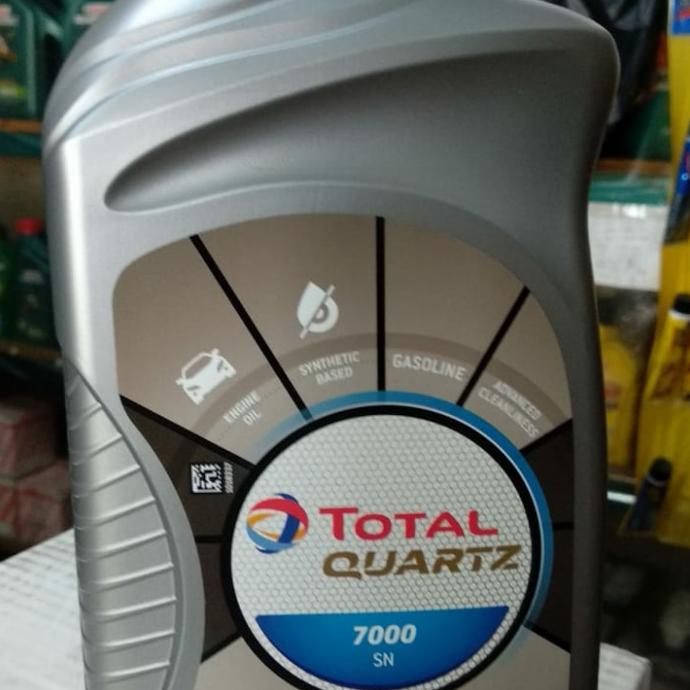 ENGINE
OIL
SYNTHETIC
BASED
GASOLINE
ADVANCED
CLEANLINESS
TOTAL
QUARTZ
7000
SN